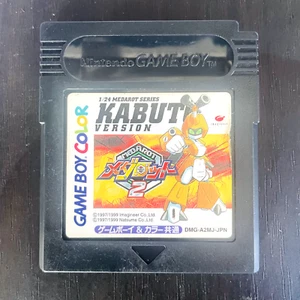 Nintendo GAME BOY™
1/24 MEDAROT SERIES
KABUTO
VERSION
GAME BOY COLOR
MEDAROT
メダロット
2
©1997/1999 Imagineer Co.,Ltd.
©1997/1999 Natsume Co.,Ltd.
ゲームボーイ&カラー共通
DMG-A2MJ-JPN